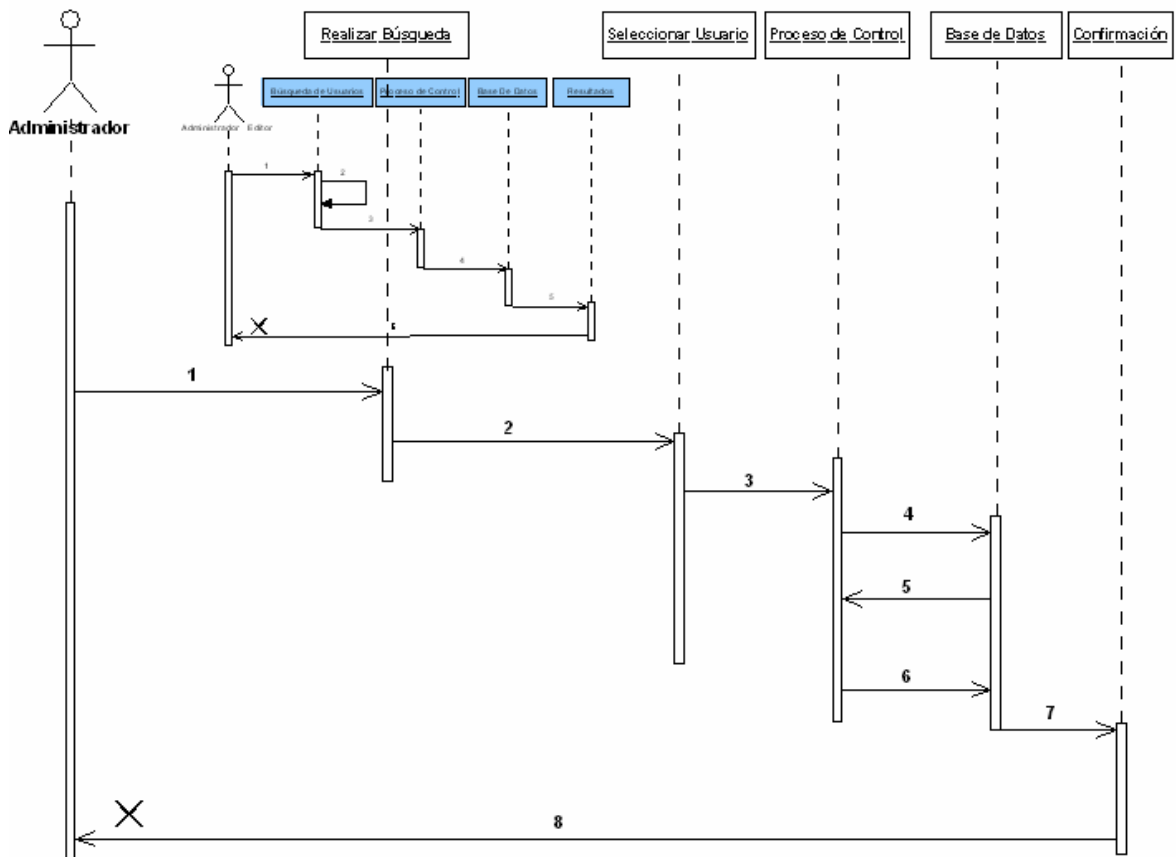 Realizar Búsqueda
Seleccionar Usuario
Proceso de Control
Base de Datos
Confirmación
Administrador
Búsqueda de Usuarios
Proceso de Control
Base De Datos
Resultados
Administrador Editor
1
2
3
4
5
1
2
3
4
5
6
7
8